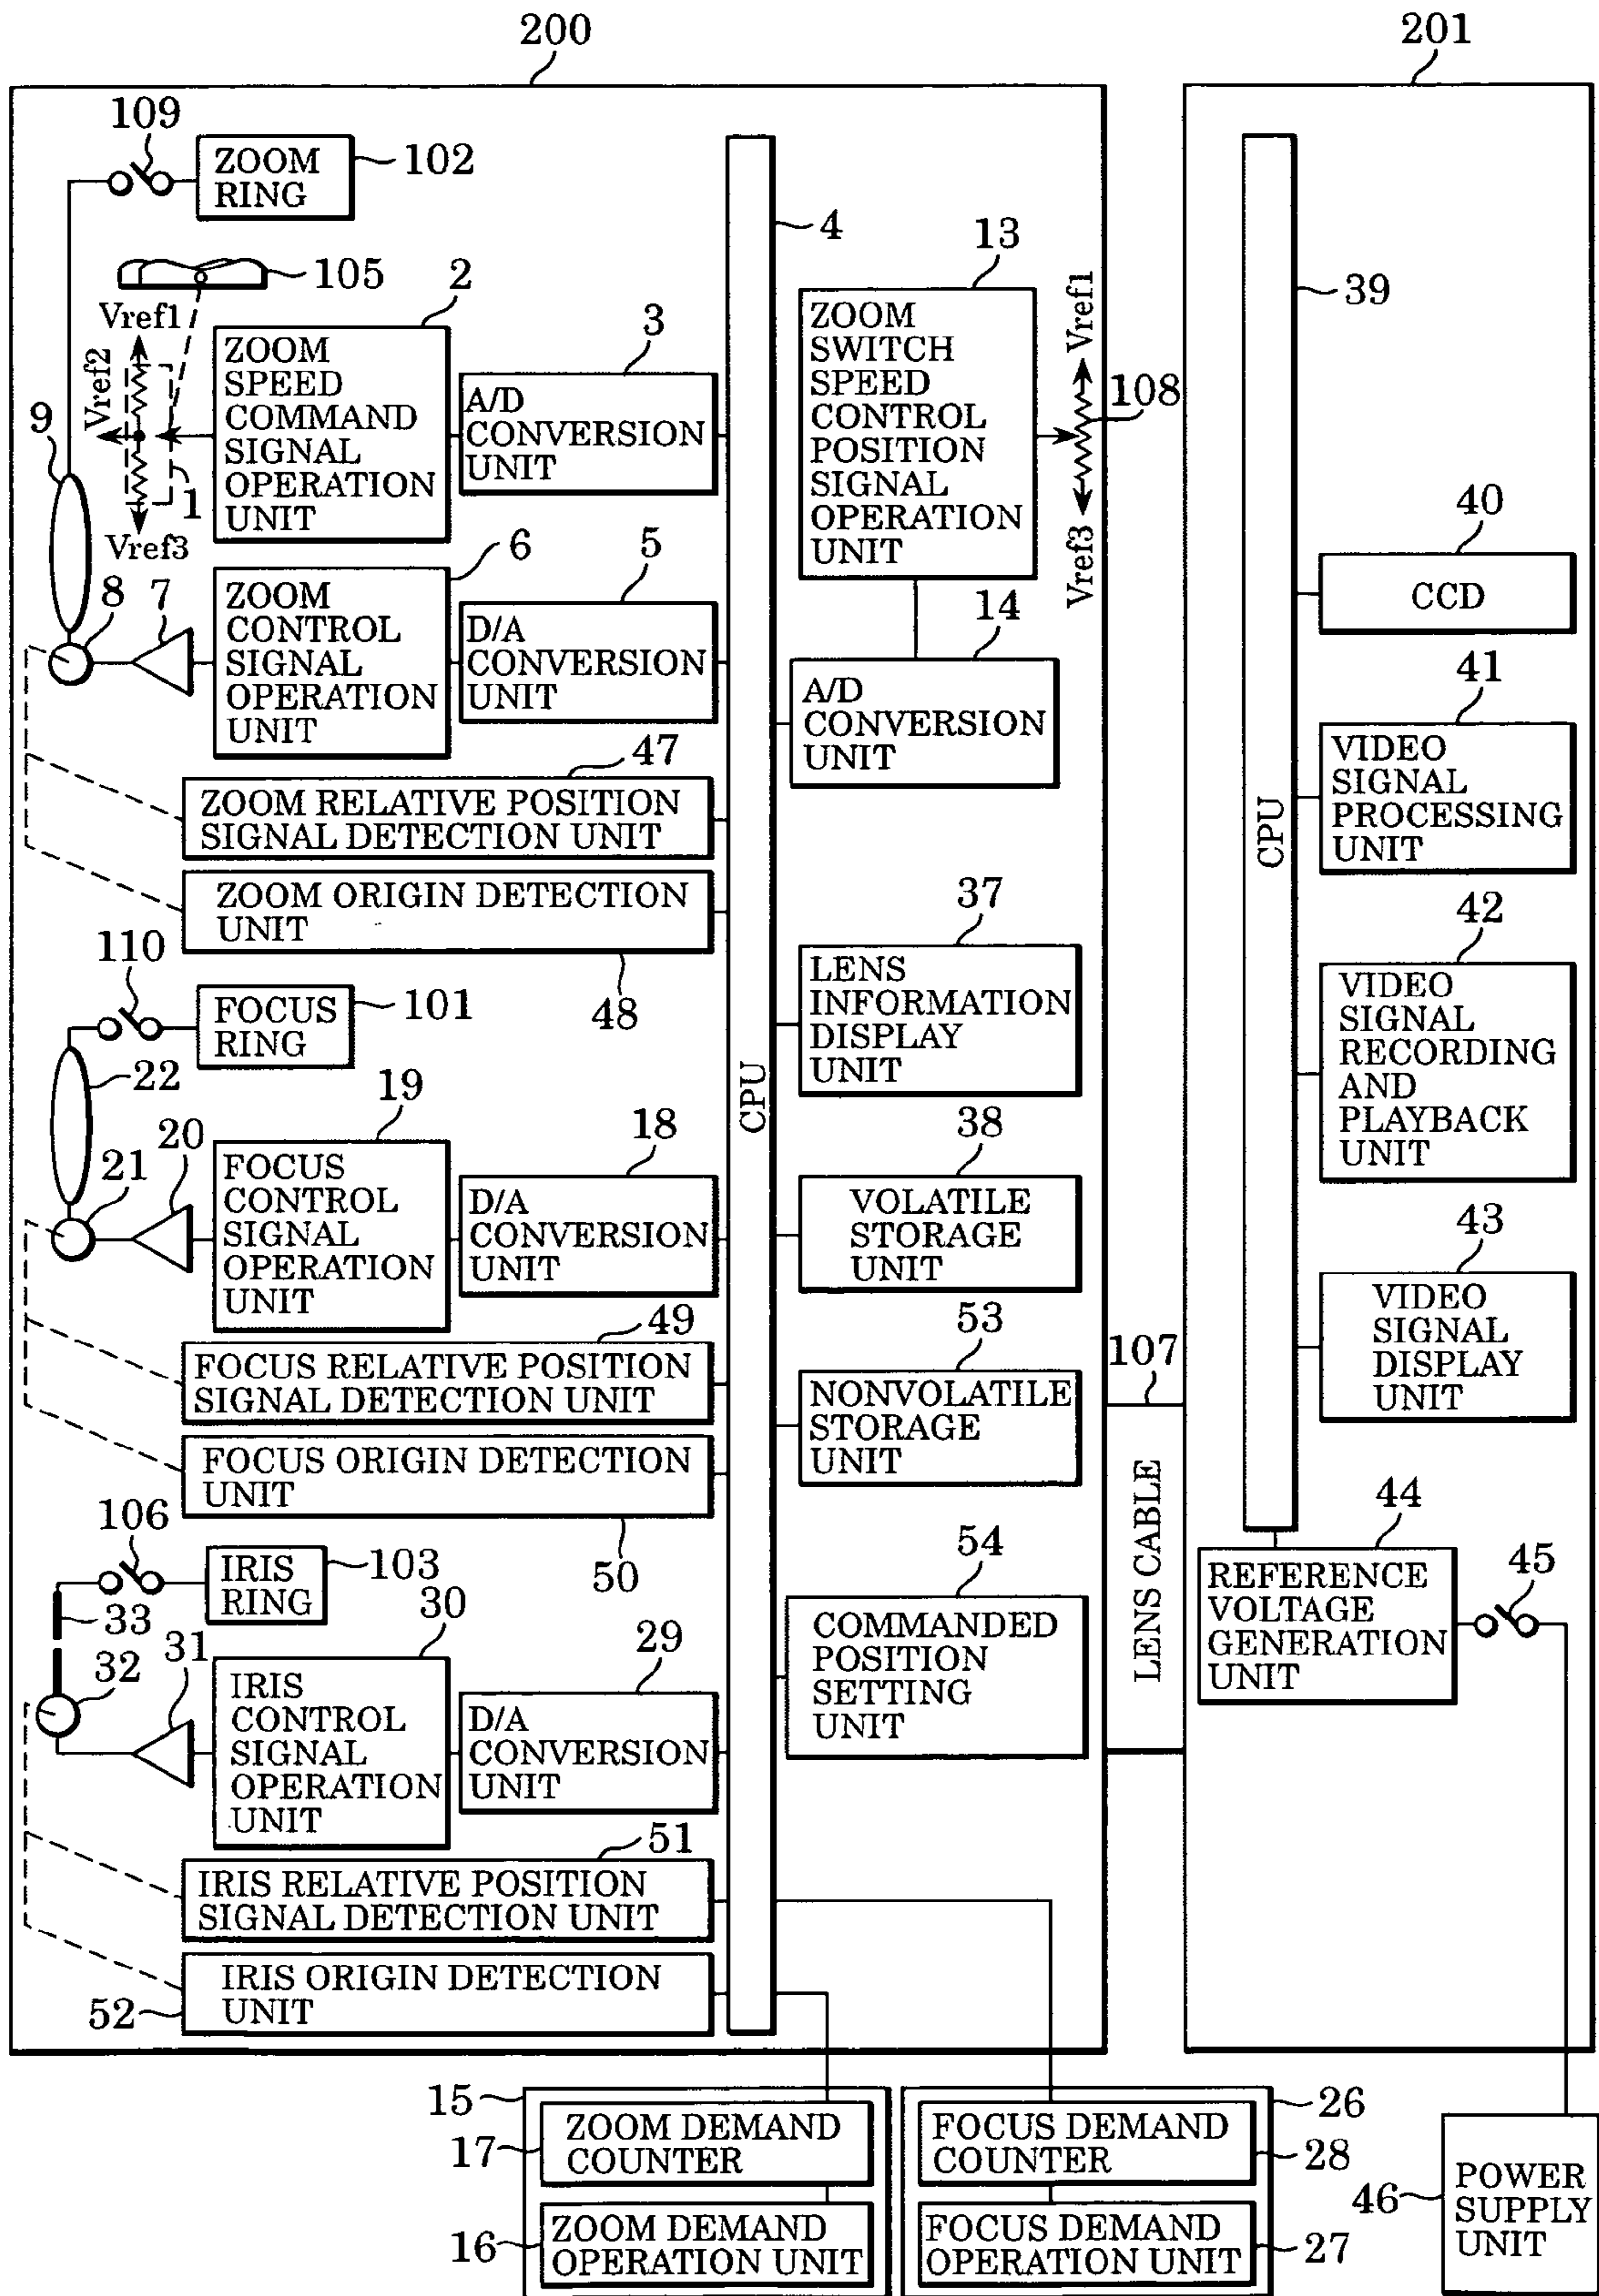 200
201
109
ZOOM
RING
102
4
105
Vref1
Vref2
Vref3
1
2
ZOOM
SPEED
COMMAND
SIGNAL
OPERATION
UNIT
3
A/D
CONVERSION
UNIT
13
ZOOM
SWITCH
SPEED
CONTROL
POSITION
SIGNAL
OPERATION
UNIT
Vref1
108
Vref3
39
9
8
7
6
ZOOM
CONTROL
SIGNAL
OPERATION
UNIT
5
D/A
CONVERSION
UNIT
14
A/D
CONVERSION
UNIT
40
CCD
41
VIDEO
SIGNAL
PROCESSING
UNIT
47
ZOOM RELATIVE POSITION
SIGNAL DETECTION UNIT
ZOOM ORIGIN DETECTION
UNIT
48
CPU
CPU
37
LENS
INFORMATION
DISPLAY
UNIT
42
VIDEO
SIGNAL
RECORDING
AND
PLAYBACK
UNIT
110
FOCUS
RING
101
22
21
20
19
FOCUS
CONTROL
SIGNAL
OPERATION
UNIT
18
D/A
CONVERSION
UNIT
38
VOLATILE
STORAGE
UNIT
43
VIDEO
SIGNAL
DISPLAY
UNIT
49
FOCUS RELATIVE POSITION
SIGNAL DETECTION UNIT
FOCUS ORIGIN DETECTION
UNIT
50
53
NONVOLATILE
STORAGE
UNIT
107
LENS CABLE
44
REFERENCE
VOLTAGE
GENERATION
UNIT
45
106
IRIS
RING
103
33
32
31
30
IRIS
CONTROL
SIGNAL
OPERATION
UNIT
29
D/A
CONVERSION
UNIT
54
COMMANDED
POSITION
SETTING
UNIT
51
IRIS RELATIVE POSITION
SIGNAL DETECTION UNIT
IRIS ORIGIN DETECTION
UNIT
52
15
ZOOM DEMAND
COUNTER
17
ZOOM DEMAND
OPERATION UNIT
16
26
FOCUS DEMAND
COUNTER
28
FOCUS DEMAND
OPERATION UNIT
27
46
POWER
SUPPLY
UNIT